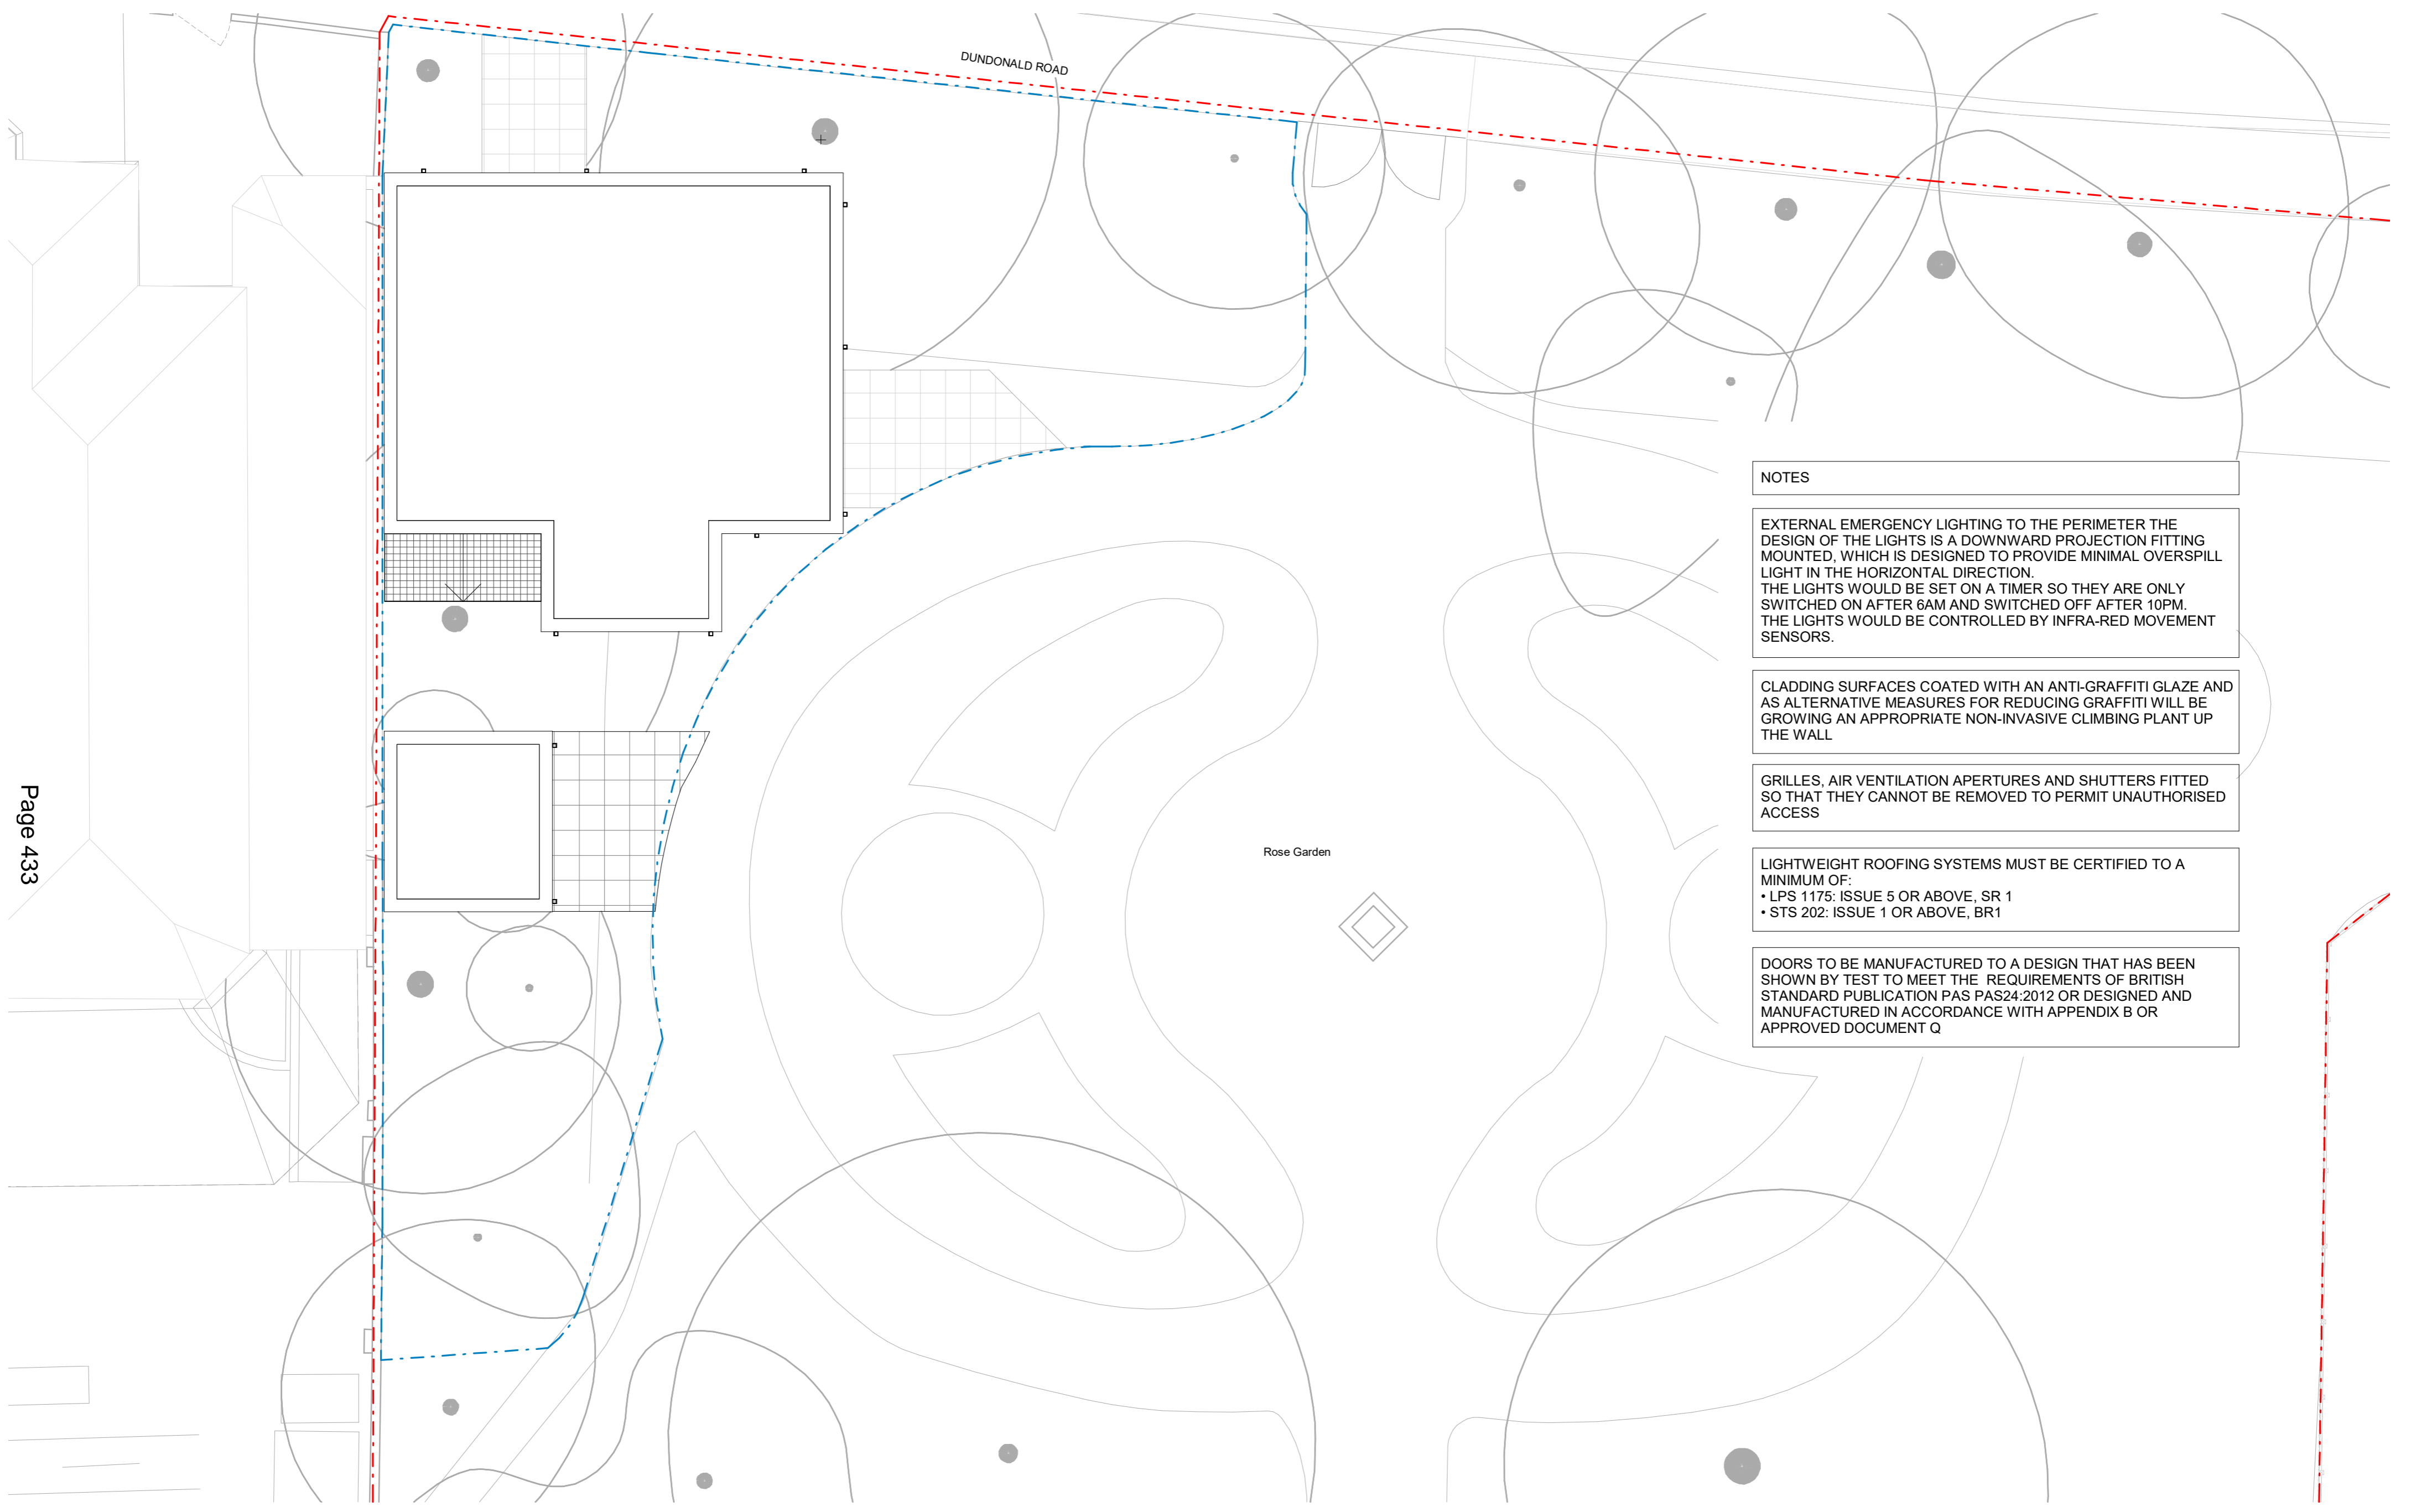 DUNDONALD ROAD
NOTES
EXTERNAL EMERGENCY LIGHTING TO THE PERIMETER THE
DESIGN OF THE LIGHTS IS A DOWNWARD PROJECTION FITTING
MOUNTED, WHICH IS DESIGNED TO PROVIDE MINIMAL OVERSPILL
LIGHT IN THE HORIZONTAL DIRECTION.
THE LIGHTS WOULD BE SET ON A TIMER SO THEY ARE ONLY
SWITCHED ON AFTER 6AM AND SWITCHED OFF AFTER 10PM.
THE LIGHTS WOULD BE CONTROLLED BY INFRA-RED MOVEMENT
SENSORS.
CLADDING SURFACES COATED WITH AN ANTI-GRAFFITI GLAZE AND
AS ALTERNATIVE MEASURES FOR REDUCING GRAFFITI WILL BE
GROWING AN APPROPRIATE NON-INVASIVE CLIMBING PLANT UP
THE WALL
GRILLES, AIR VENTILATION APERTURES AND SHUTTERS FITTED
SO THAT THEY CANNOT BE REMOVED TO PERMIT UNAUTHORISED
ACCESS
LIGHTWEIGHT ROOFING SYSTEMS MUST BE CERTIFIED TO A
MINIMUM OF:
• LPS 1175: ISSUE 5 OR ABOVE, SR 1
• STS 202: ISSUE 1 OR ABOVE, BR1
DOORS TO BE MANUFACTURED TO A DESIGN THAT HAS BEEN
SHOWN BY TEST TO MEET THE REQUIREMENTS OF BRITISH
STANDARD PUBLICATION PAS PAS24:2012 OR DESIGNED AND
MANUFACTURED IN ACCORDANCE WITH APPENDIX B OR
APPROVED DOCUMENT Q
Rose Garden
Page 433